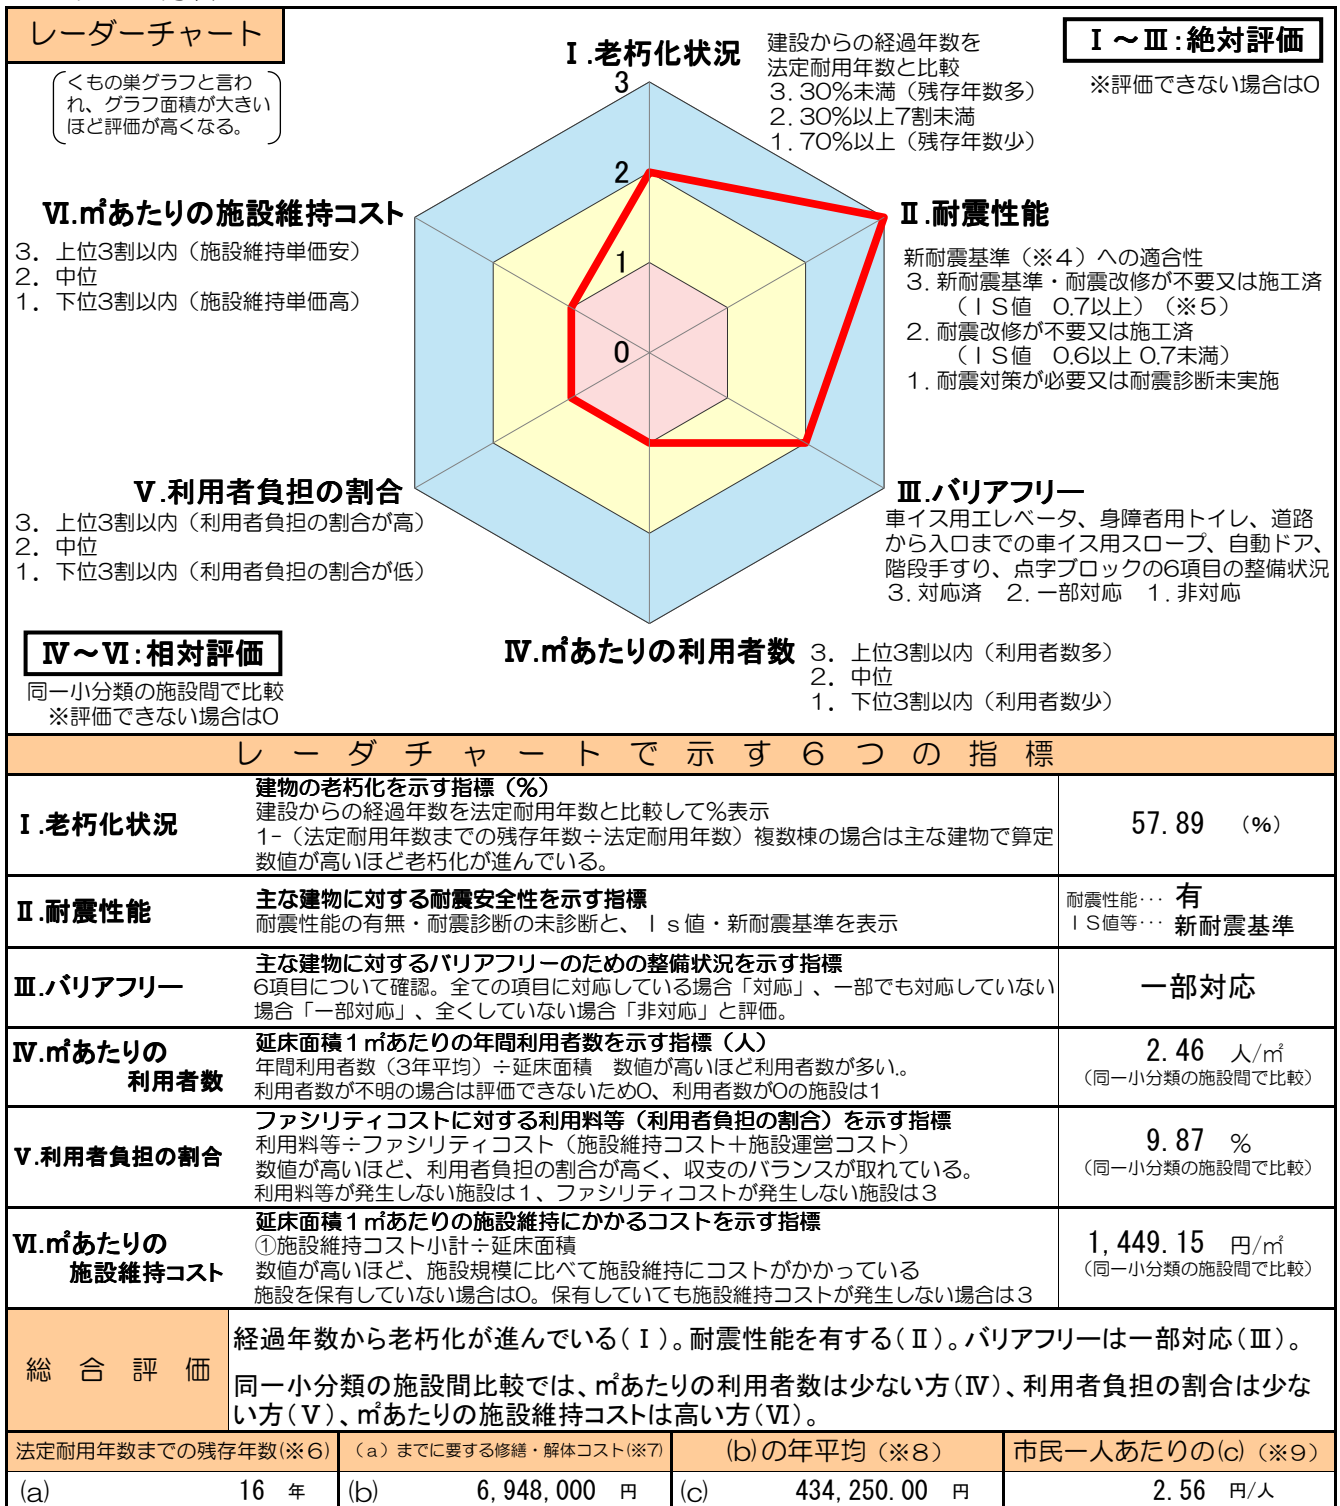 レーダーチャート
くもの巣グラフと言わ
れ、グラフ面積が大きい
ほど評価が高くなる。
Ⅰ.老朽化状況
建設からの経過年数を
法定耐用年数と比較
3. 30%未満（残存年数多）
2. 30%以上7割未満
1. 70%以上（残存年数少）
Ⅰ～Ⅲ:絶対評価
※評価できない場合は0
3
2
1
0
Ⅵ.㎡あたりの施設維持コスト
3. 上位3割以内（施設維持単価安）
2. 中位
1. 下位3割以内（施設維持単価高）
Ⅱ.耐震性能
新耐震基準（※4）への適合性
3. 新耐震基準・耐震改修が不要又は施工済
（ＩＳ値 0.7以上）（※5）
2. 耐震改修が不要又は施工済
（ＩＳ値 0.6以上 0.7未満）
1. 耐震対策が必要又は耐震診断未実施
Ⅴ.利用者負担の割合
3. 上位3割以内（利用者負担の割合が高）
2. 中位
1. 下位3割以内（利用者負担の割合が低）
Ⅲ.バリアフリー
車イス用エレベータ、身障者用トイレ、道路
から入口までの車イス用スロープ、自動ドア、
階段手すり、点字ブロックの6項目の整備状況
3. 対応済 2. 一部対応 1. 非対応
Ⅳ～Ⅵ:相対評価
同一小分類の施設間で比較
※評価できない場合は0
Ⅳ.㎡あたりの利用者数
3. 上位3割以内（利用者数多）
2. 中位
1. 下位3割以内（利用者数少）
レーダチャートで示す6つの指標
Ⅰ.老朽化状況
建物の老朽化を示す指標（%）
建設からの経過年数を法定耐用年数と比較して%表示
1-（法定耐用年数までの残存年数÷法定耐用年数）複数棟の場合は主な建物で算定
数値が高いほど老朽化が進んでいる。
57.89 （%）
Ⅱ.耐震性能
主な建物に対する耐震安全性を示す指標
耐震性能の有無・耐震診断の未診断と、Ｉｓ値・新耐震基準を表示
耐震性能… 有
ＩＳ値等… 新耐震基準
Ⅲ.バリアフリー
主な建物に対するバリアフリーのための整備状況を示す指標
6項目について確認。全ての項目に対応している場合「対応」、一部でも対応していない
場合「一部対応」、全くしていない場合「非対応」と評価。
一部対応
Ⅳ.㎡あたりの
利用者数
延床面積１㎡あたりの年間利用者数を示す指標（人）
年間利用者数（3年平均）÷延床面積 数値が高いほど利用者数が多い。
利用者数が不明の場合は評価できないため0、利用者数が0の施設は1
2.46 人/㎡
（同一小分類の施設間で比較）
Ⅴ.利用者負担の割合
ファシリティコストに対する利用料等（利用者負担の割合）を示す指標
利用料等÷ファシリティコスト（施設維持コスト＋施設運営コスト）
数値が高いほど、利用者負担の割合が高く、収支のバランスが取れている。
利用料等が発生しない施設は１、ファシリティコストが発生しない施設は３
9.87 %
（同一小分類の施設間で比較）
Ⅵ.㎡あたりの
施設維持コスト
延床面積１㎡あたりの施設維持にかかるコストを示す指標
①施設維持コスト小計÷延床面積
数値が高いほど、施設規模に比べて施設維持にコストがかかっている
施設を保有していない場合は0。保有していても施設維持コストが発生しない場合は３
1,449.15 円/㎡
（同一小分類の施設間で比較）
総合評価
経過年数から老朽化が進んでいる(Ⅰ)。耐震性能を有する(Ⅱ)。バリアフリーは一部対応(Ⅲ)。
同一小分類の施設間比較では、㎡あたりの利用者数は少ない方(Ⅳ)、利用者負担の割合は少な
い方(Ⅴ)、㎡あたりの施設維持コストは高い方(Ⅵ)。
法定耐用年数までの残存年数(※6)
（a）までに要する修繕・解体コスト(※7)
(b)の年平均（※8）
市民一人あたりの(c)（※9）
(a) 16 年
(b) 6,948,000 円
(c) 434,250.00 円
2.56 円/人